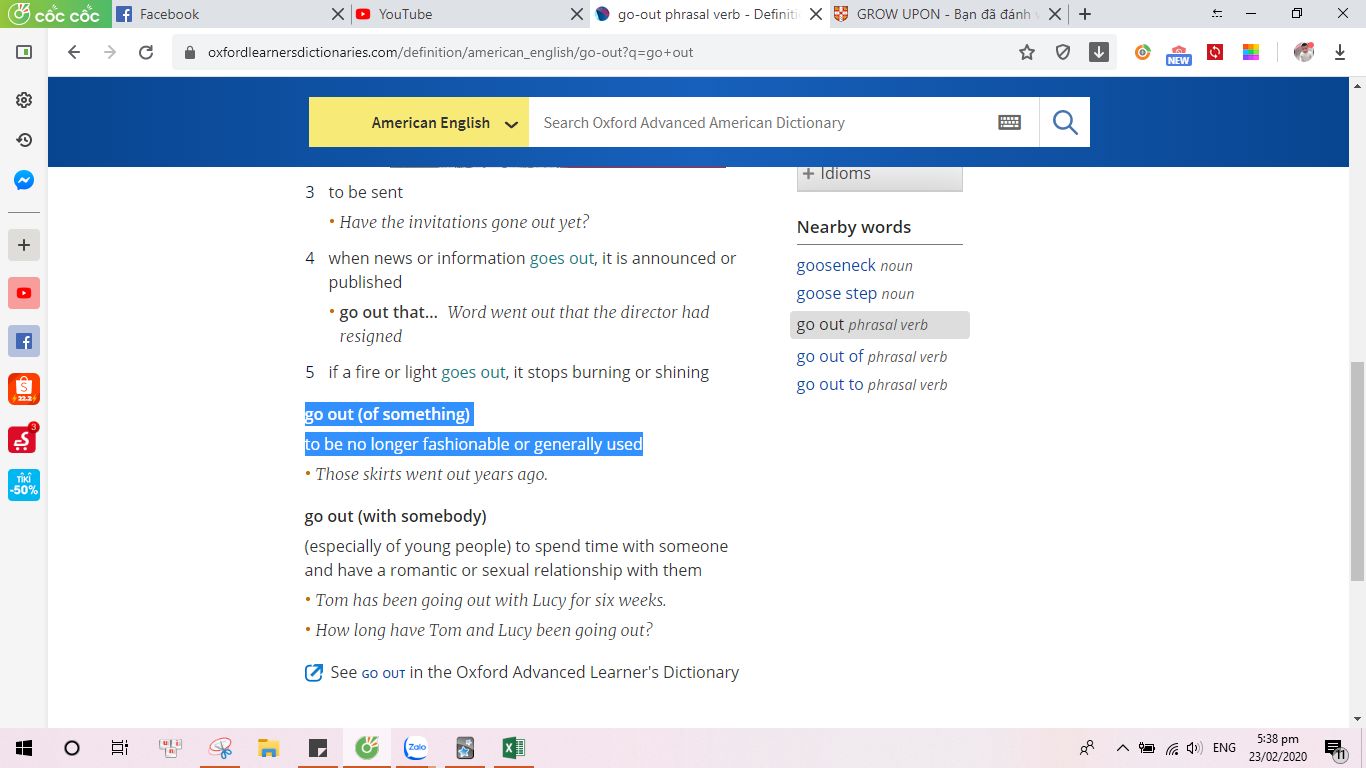 cốc cốc
Facebook
YouTube
go-out phrasal verb - Definiti
GROW UPON - Bạn đã đánh v
oxfordlearnersdictionaries.com/definition/american_english/go-out?q=go+out
NEW
American English
Search Oxford Advanced American Dictionary
3 to be sent
• Have the invitations gone out yet?
4 when news or information goes out, it is announced or
published
• go out that... Word went out that the director had
resigned
5 if a fire or light goes out, it stops burning or shining
go out (of something)
to be no longer fashionable or generally used
• Those skirts went out years ago.
go out (with somebody)
(especially of young people) to spend time with someone
and have a romantic or sexual relationship with them
• Tom has been going out with Lucy for six weeks.
• How long have Tom and Lucy been going out?
See GO OUT in the Oxford Advanced Learner's Dictionary
+ Idioms
Nearby words
gooseneck noun
goose step noun
go out phrasal verb
go out of phrasal verb
go out to phrasal verb
22.2
3
TIKI
-50%
Zalo
ENG
5:38 pm
23/02/2020
11